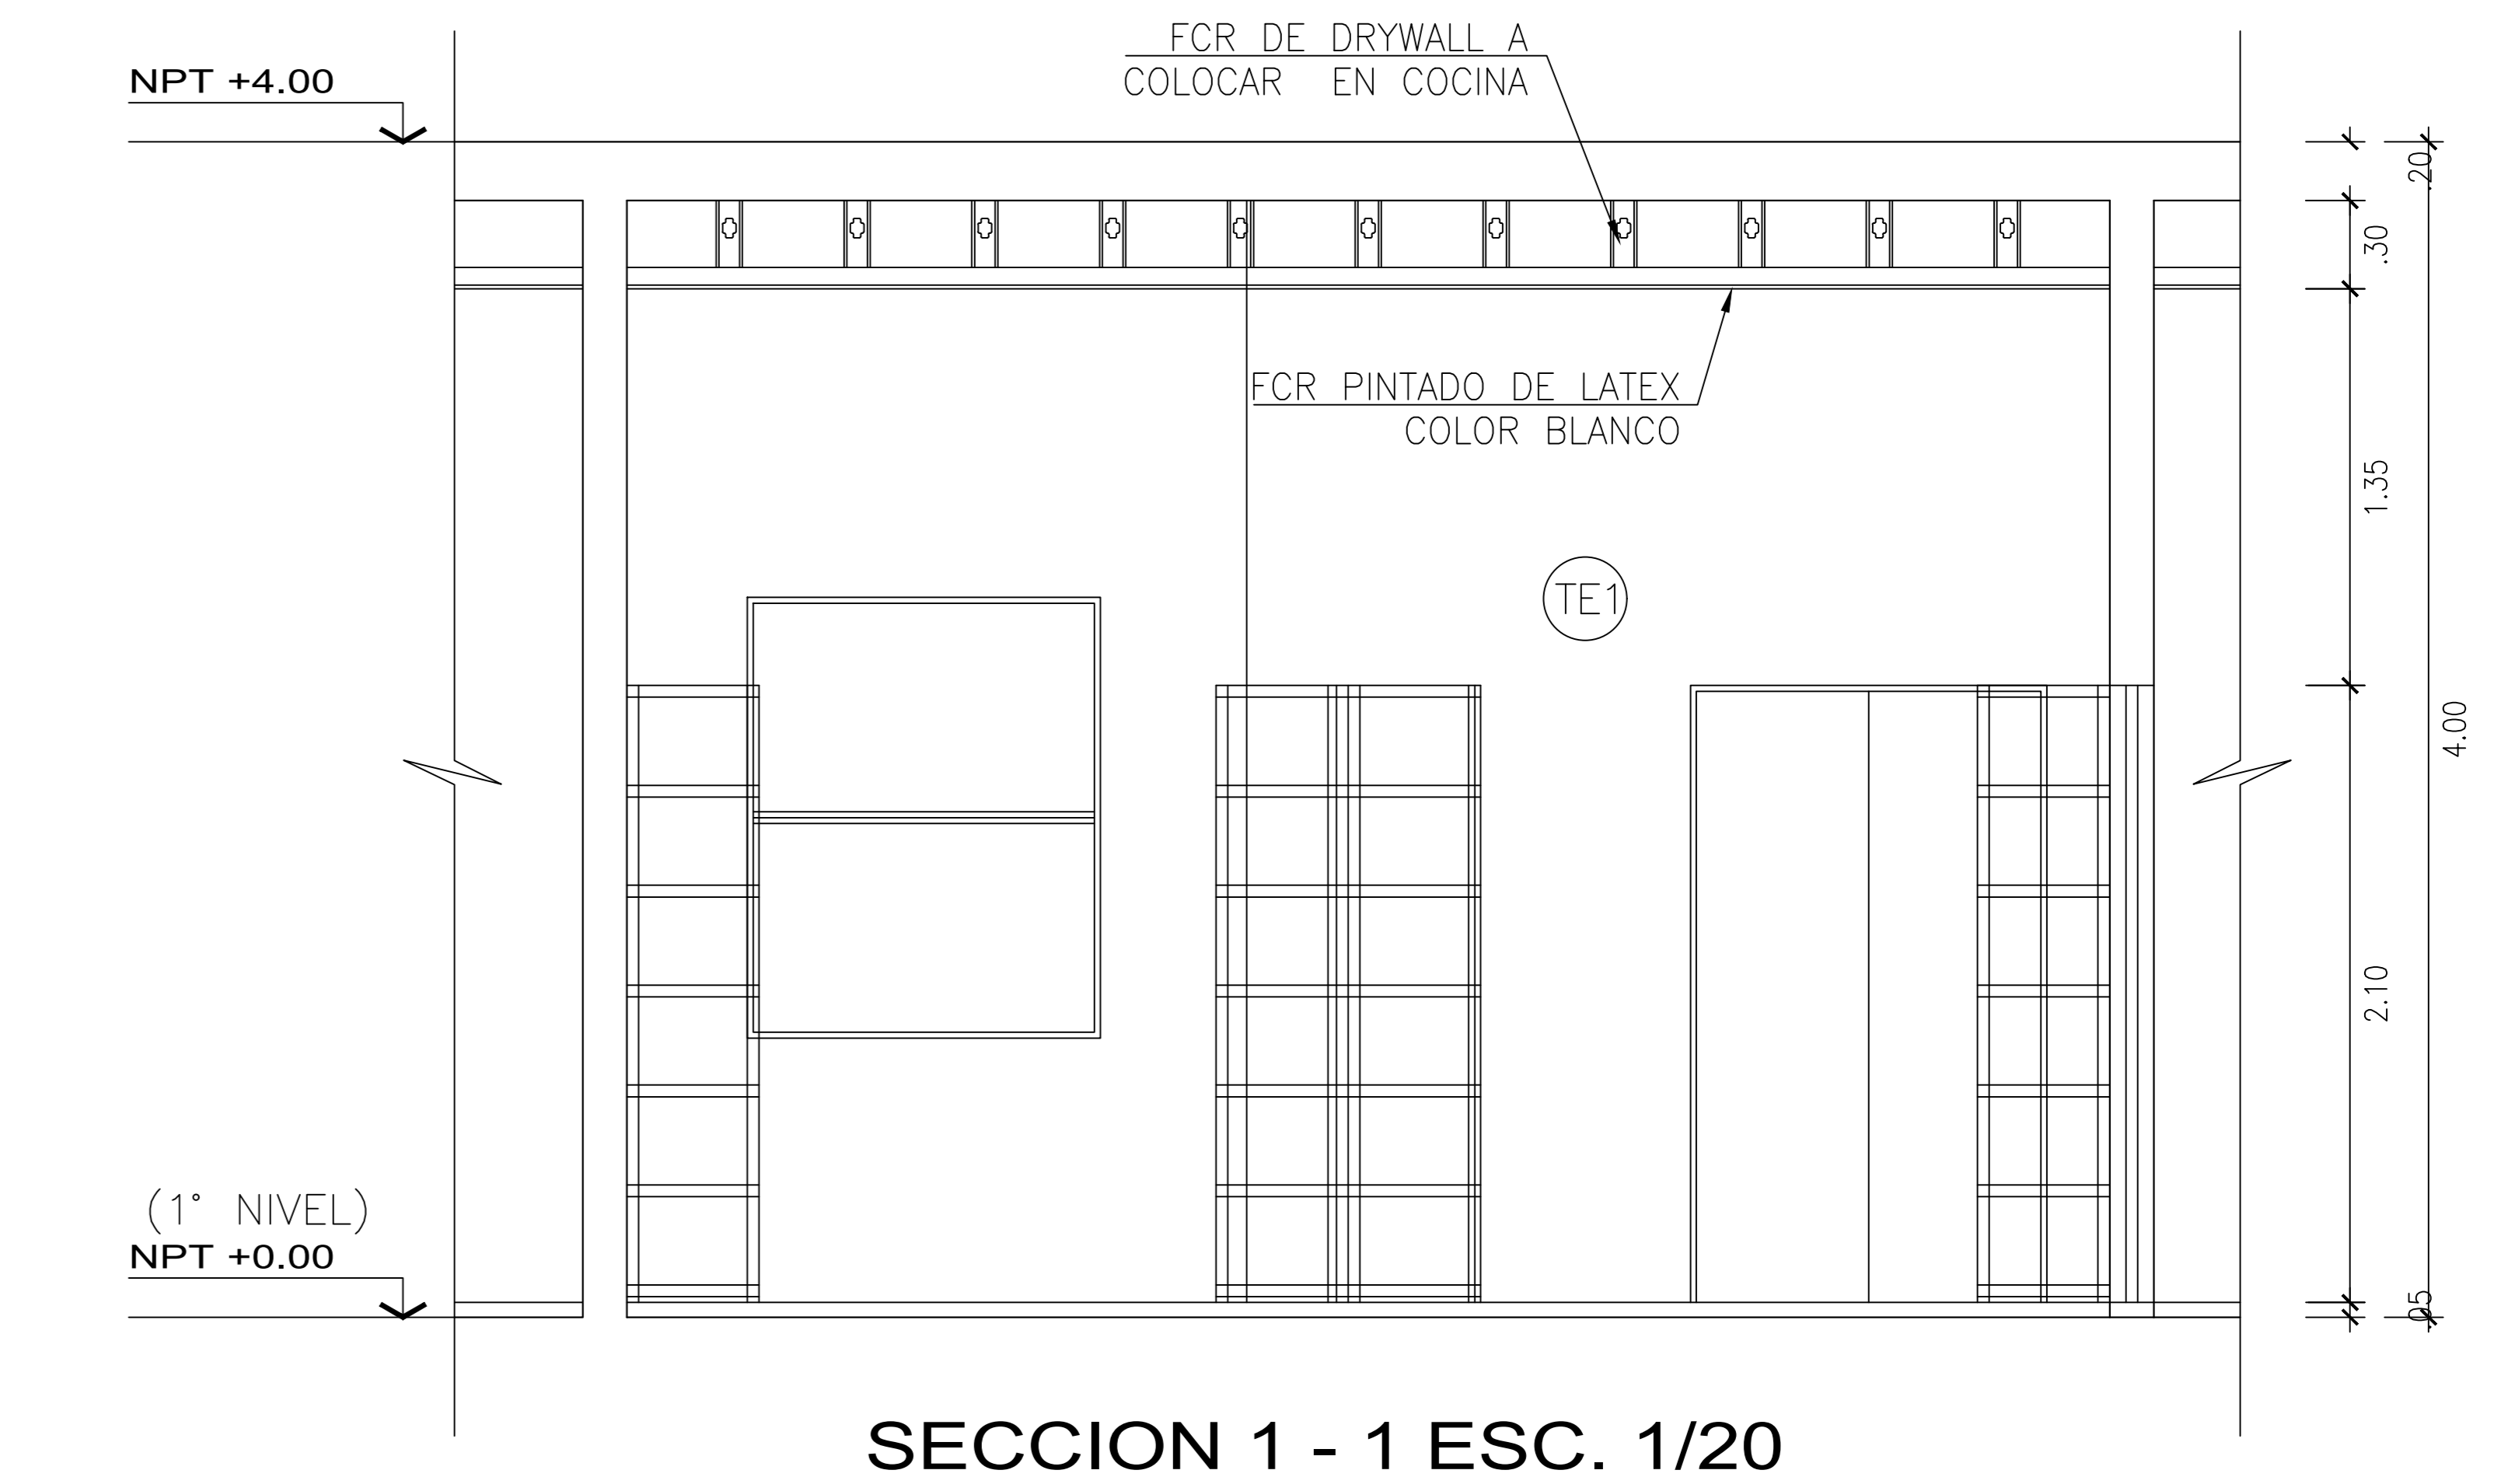 FCR DE DRYWALL A
COLOCAR EN COCINA
NPT +4.00
.20
.30
FCR PINTADO DE LATEX
COLOR BLANCO
1.35
TE1
4.00
2.10
(1° NIVEL)
NPT +0.00
.05
SECCION 1 - 1 ESC. 1/20